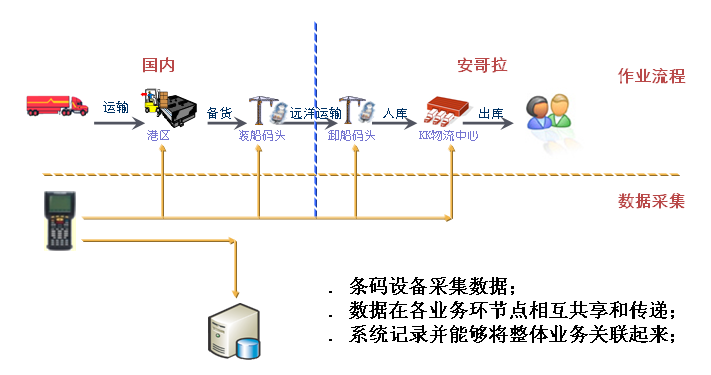 国内
安哥拉
作业流程
运输
备货
远洋运输
入库
出库
港区
装船码头
卸船码头
KK物流中心
数据采集
. 条码设备采集数据;
. 数据在各业务环节点相互共享和传递;
. 系统记录并能够将整体业务关联起来;